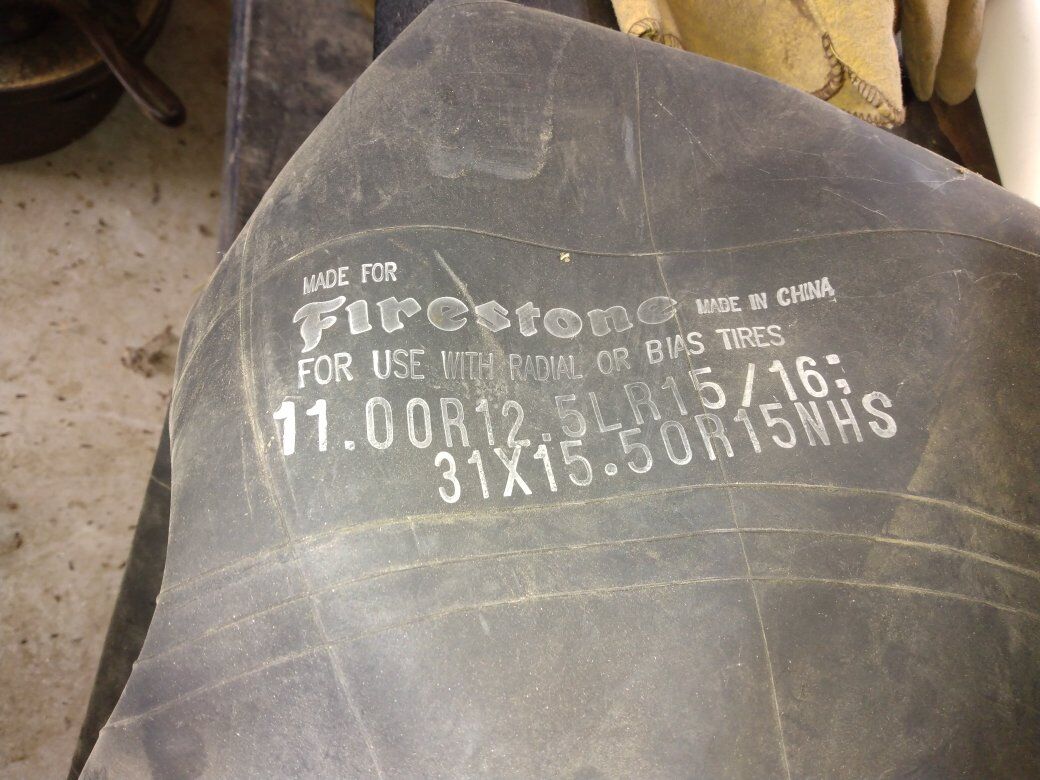 MADE FOR
Firestone MADE IN CHINA
FOR USE WITH RADIAL OR BIAS TIRES
11.00R12.5LR15/16;
31X15.50R15NHS